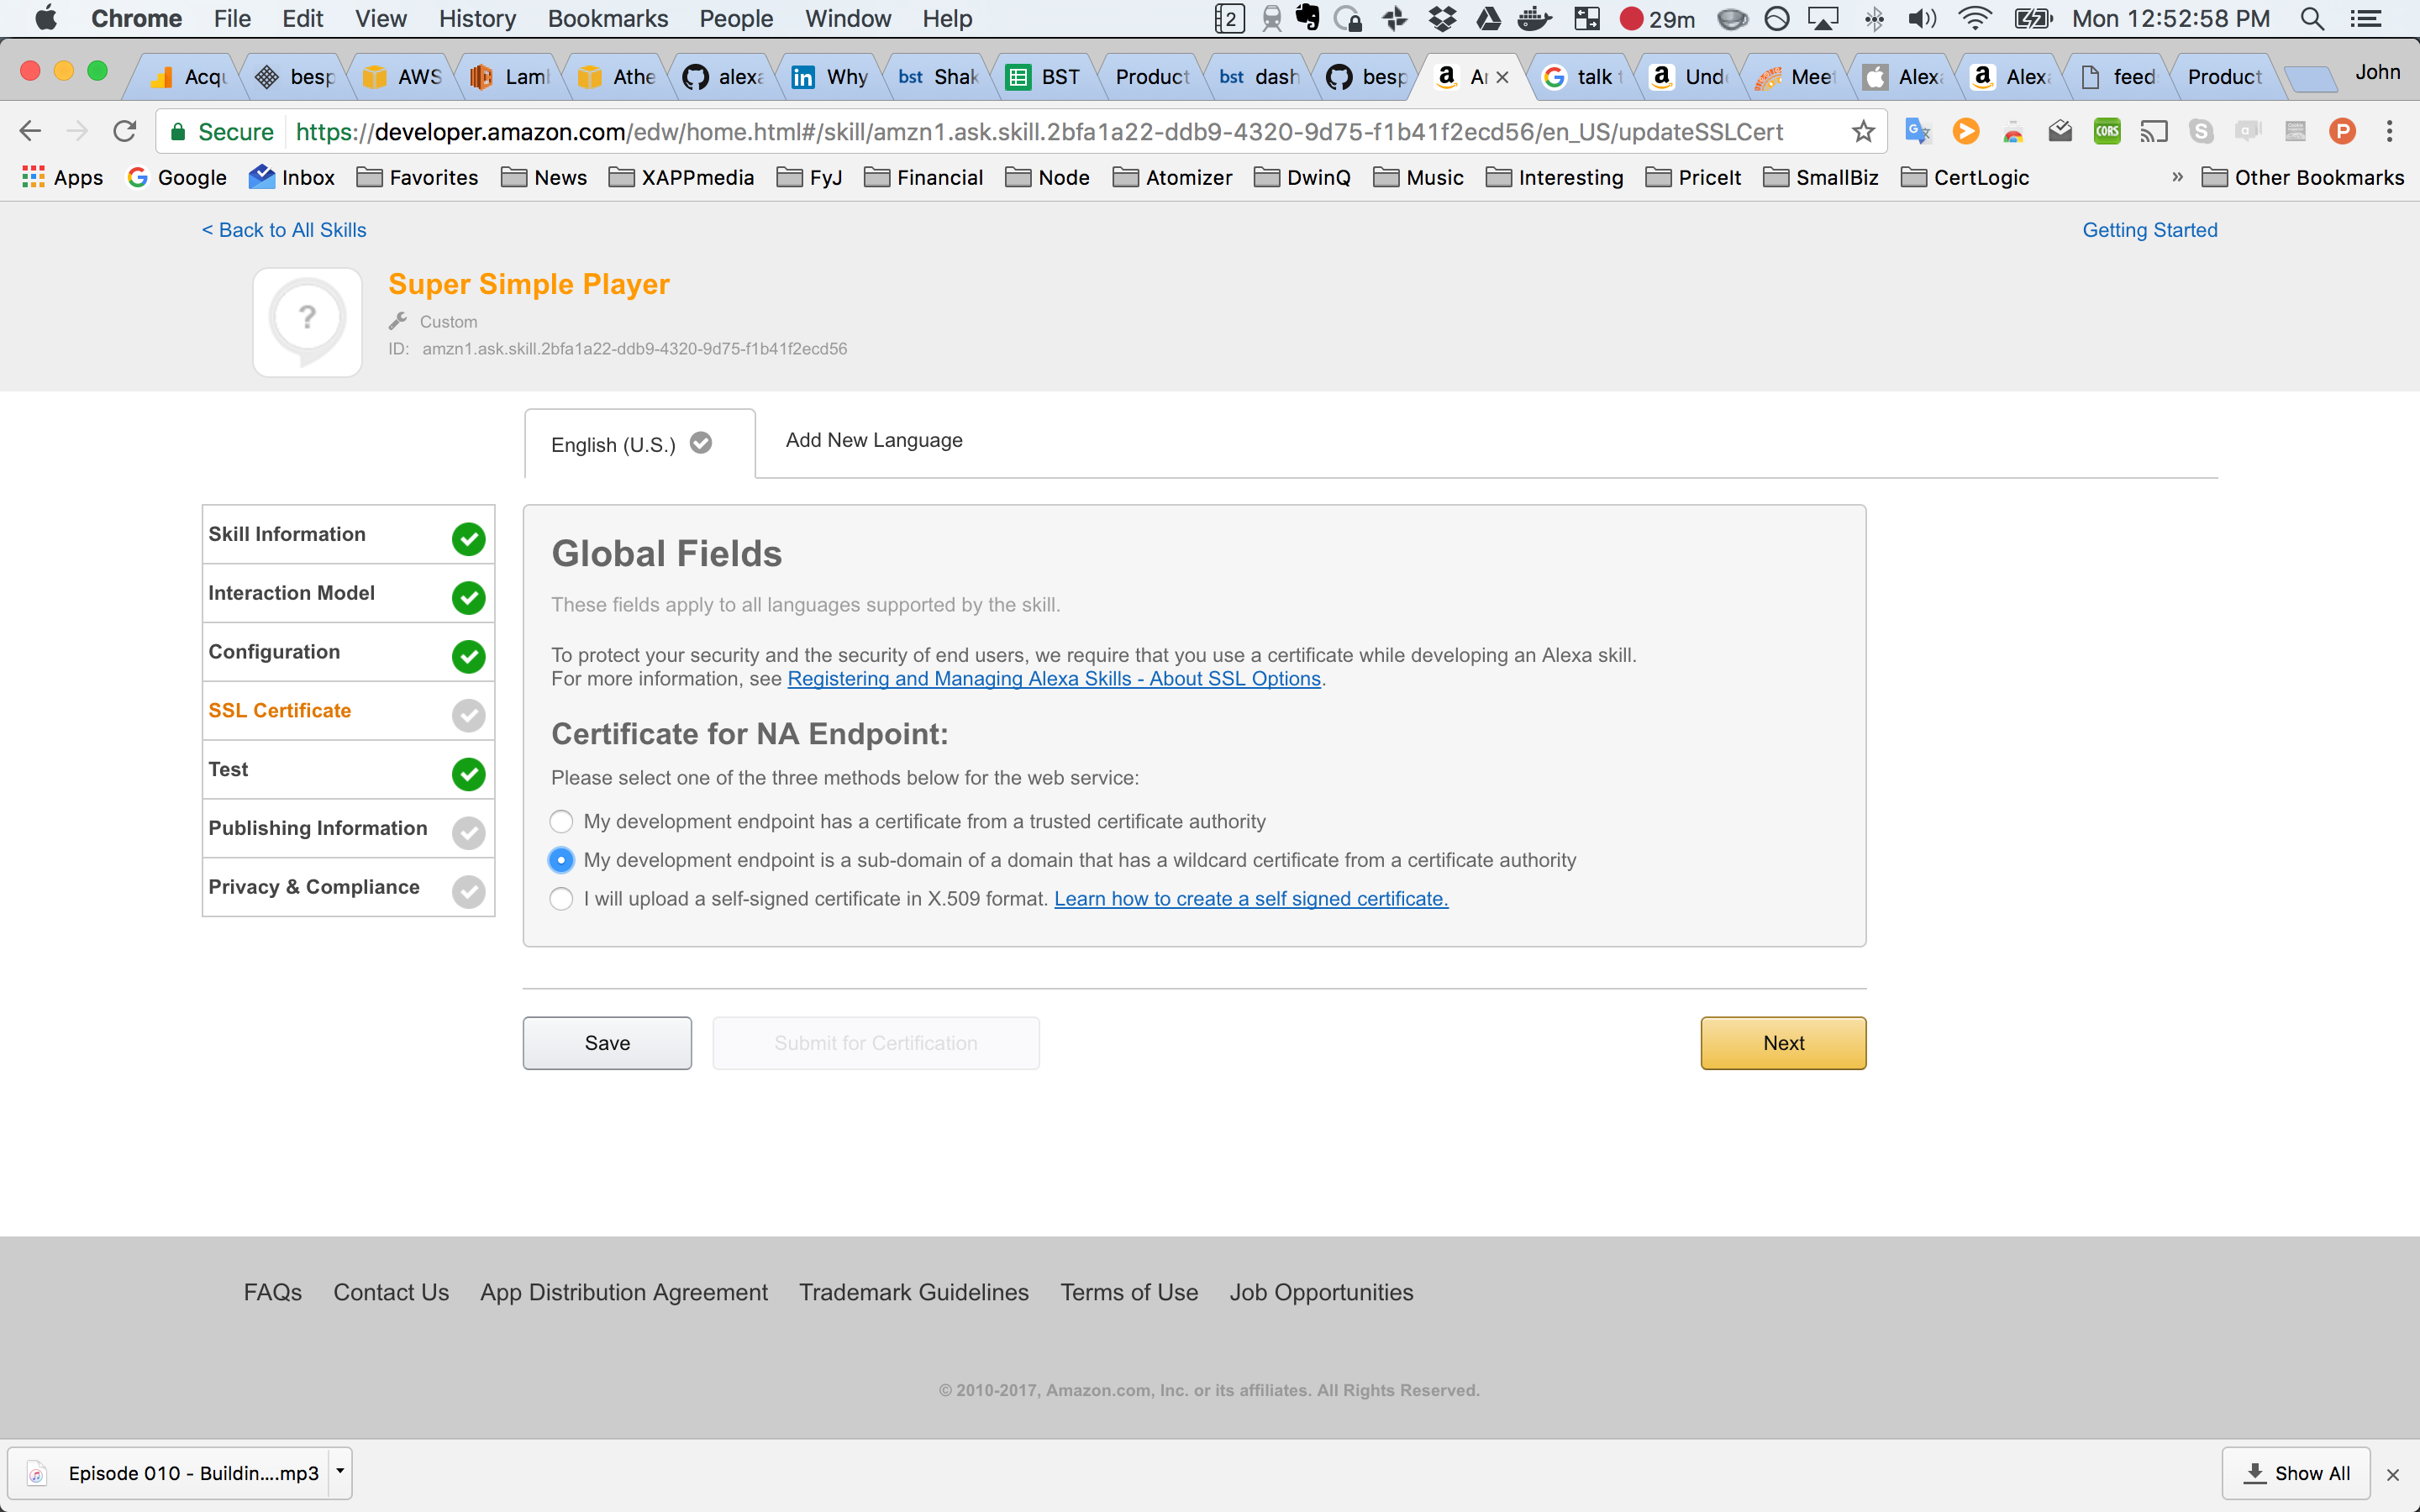 Chrome File Edit View History Bookmarks People Window Help 2 29m Mon 12:52:58 PM
Acqu besp AWS Lam Athe alexa in Why bst Shak BST Product bst dash besp a A talk t a Und Meet Alexa a Alexa feed Product John
Secure https://developer.amazon.com/edw/home.html#/skill/amzn1.ask.skill.2bfa1a22-ddb9-4320-9d75-f1b41f2ecd56/en_US/updateSSLCert CORS P
Apps Google Inbox Favorites News XAPPmedia FyJ Financial Node Atomizer DwinQ Music Interesting PriceIt SmallBiz CertLogic » Other Bookmarks
< Back to All Skills Getting Started
Super Simple Player
Custom
ID: amzn1.ask.skill.2bfa1a22-ddb9-4320-9d75-f1b41f2ecd56
English (U.S.) Add New Language
Skill Information
Interaction Model
Configuration
SSL Certificate
Test
Publishing Information
Privacy & Compliance
Global Fields
These fields apply to all languages supported by the skill.
To protect your security and the security of end users, we require that you use a certificate while developing an Alexa skill.
For more information, see Registering and Managing Alexa Skills - About SSL Options.
Certificate for NA Endpoint:
Please select one of the three methods below for the web service:
My development endpoint has a certificate from a trusted certificate authority
My development endpoint is a sub-domain of a domain that has a wildcard certificate from a certificate authority
I will upload a self-signed certificate in X.509 format. Learn how to create a self signed certificate.
Save Submit for Certification Next
FAQs Contact Us App Distribution Agreement Trademark Guidelines Terms of Use Job Opportunities
© 2010-2017, Amazon.com, Inc. or its affiliates. All Rights Reserved.
Episode 010 - Buildin....mp3 Show All